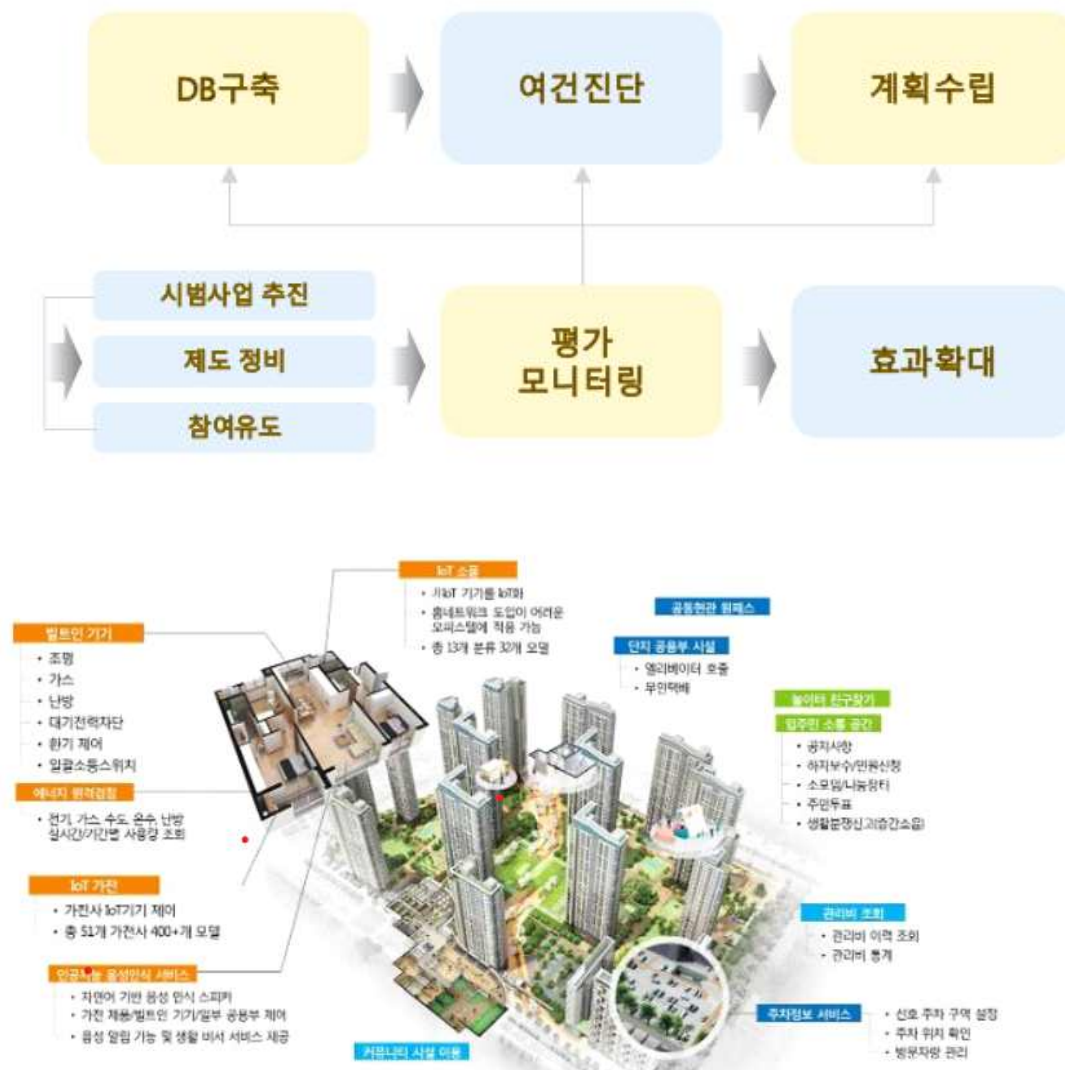 DB구축
여건진단
계획수립
시범사업 추진
제도 정비
참여유도
평가
모니터링
효과확대
IoT 소품
• 非IoT 기기를 IoT화
• 홈네트워크 도입이 어려운
오피스텔에 적용 가능
• 총 13개 분류 32개 모델
빌트인 기기
• 조명
• 가스
• 난방
• 대기전력차단
• 환기 제어
• 일괄소등스위치
에너지 원격검침
• 전기, 가스, 수도, 온수, 난방
실시간/기간별 사용량 조회
IoT 가전
• 가전사 IoT기기 제어
• 총 51개 가전사 400+개 모델
인공지능 음성인식 서비스
• 자연어 기반 음성 인식 스피커
• 가전 제품/빌트인 기기/일부 공용부 제어
• 음성 알림 기능 및 생활 비서 서비스 제공
공동현관 원패스
단지 공용부 시설
• 엘리베이터 호출
• 무인택배
놀이터 친구찾기
입주민 소통 공간
• 공지사항
• 하자보수/민원신청
• 소모임/나눔장터
• 주민투표
• 생활분쟁신고(층간소음)
관리비 조회
• 관리비 이력 조회
• 관리비 통계
주차정보 서비스
• 선호 주차 구역 설정
• 주차 위치 확인
• 방문차량 관리
커뮤니티 시설 이용